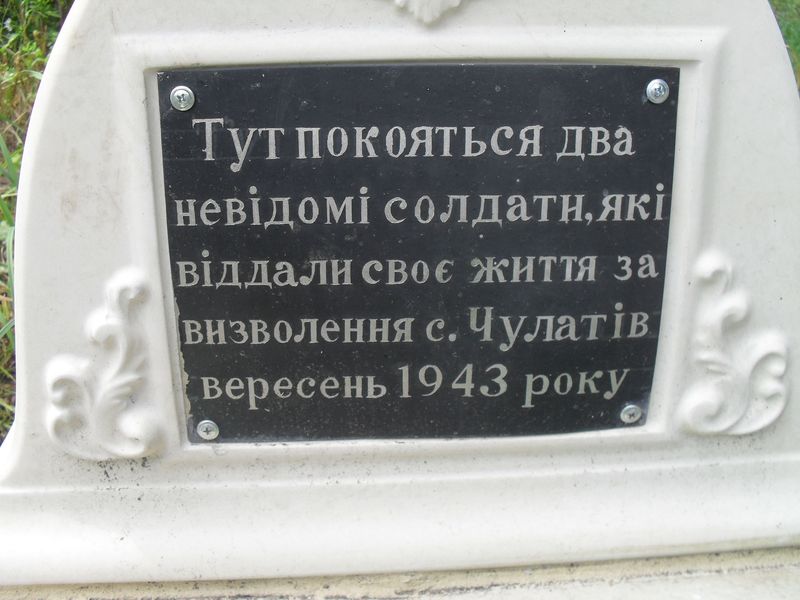 Тут покояться два
невідомі солдати, які
віддали своє життя за
визволення с. Чулатів
вересень 1943 року